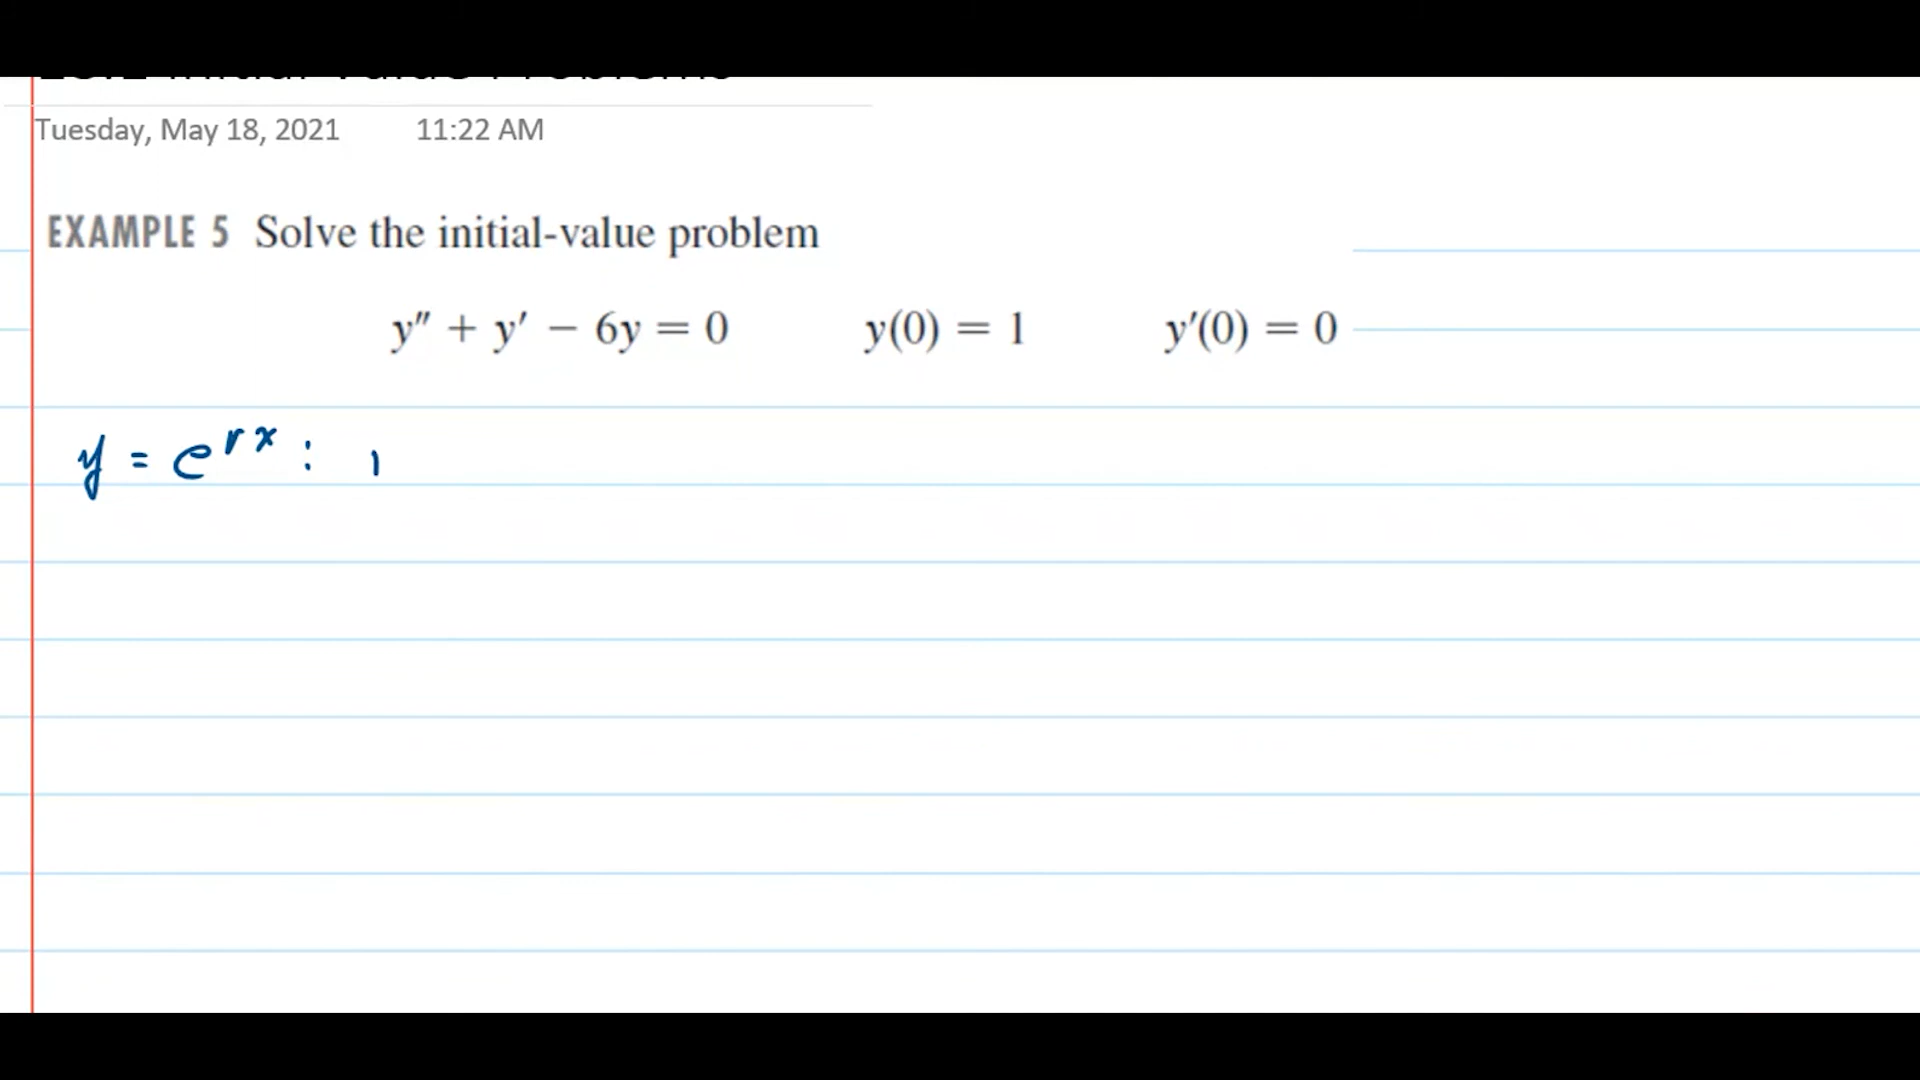 Tuesday, May 18, 2021 11:22 AM
EXAMPLE 5 Solve the initial-value problem
y″ + y′ − 6y = 0 y(0) = 1 y′(0) = 0
y = e^{rx} :